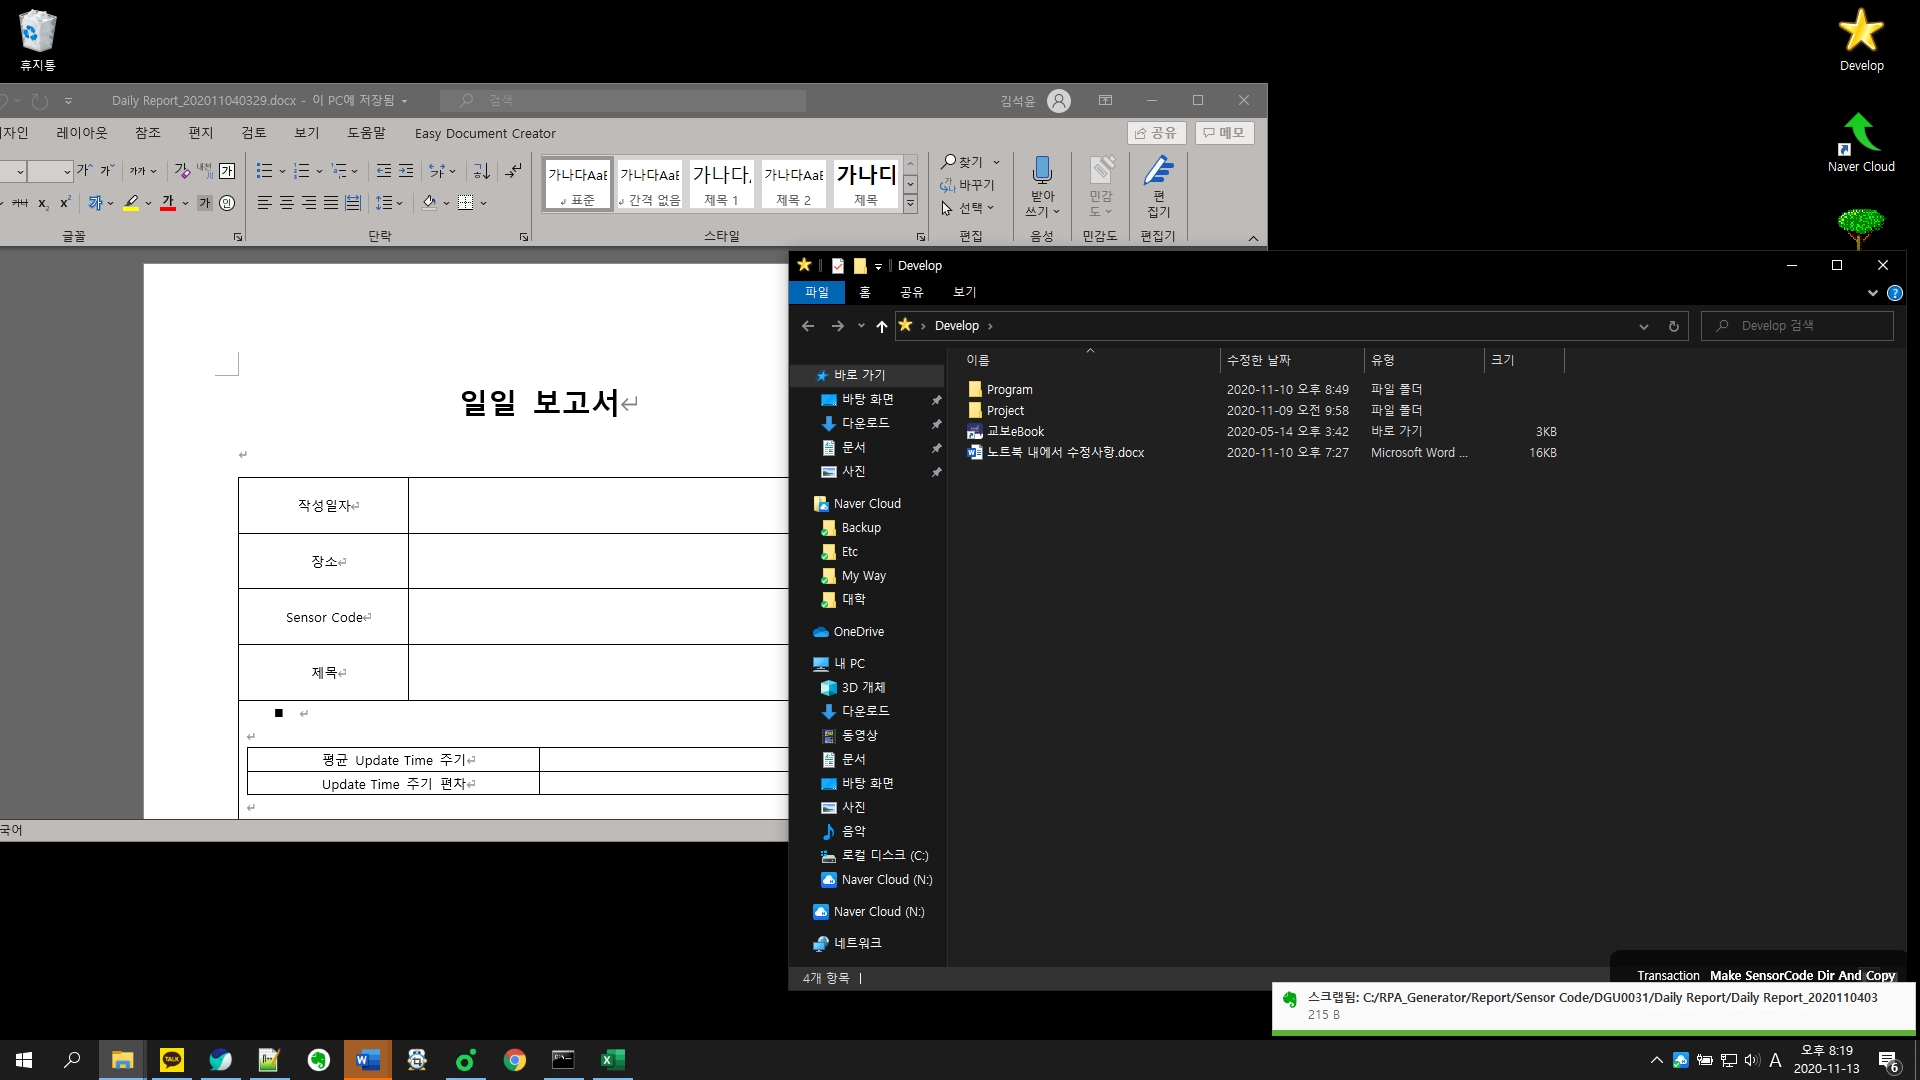 휴지통
Develop
Naver Cloud
Daily Report_202011040329.docx - 이 PC에 저장됨
검색
김석윤
자인 레이아웃 참조 편지 검토 보기 도움말 Easy Document Creator
공유 메모
가나다AaE 가나다AaE 가나다, 가나다AaE 가나다
표준 간격 없음 제목 1 제목 2 제목
찾기
바꾸기
선택
받아
쓰기
민감
도
편
집기
글꼴 단락 스타일 편집 음성 민감도 편집기
일일 보고서
작성일자
장소
Sensor Code
제목
평균 Update Time 주기
Update Time 주기 편차
국어
Develop
파일 홈 공유 보기
Develop
Develop 검색
이름 수정한 날짜 유형 크기
Program 2020-11-10 오후 8:49 파일 폴더
Project 2020-11-09 오전 9:58 파일 폴더
교보eBook 2020-05-14 오후 3:42 바로 가기 3KB
노트북 내에서 수정사항.docx 2020-11-10 오후 7:27 Microsoft Word ... 16KB
바로 가기
바탕 화면
다운로드
문서
사진
Naver Cloud
Backup
Etc
My Way
대학
OneDrive
내 PC
3D 개체
다운로드
동영상
문서
바탕 화면
사진
음악
로컬 디스크 (C:)
Naver Cloud (N:)
Naver Cloud (N:)
네트워크
4개 항목
Transaction Make SensorCode Dir And Copy
스크랩됨: C:/RPA_Generator/Report/Sensor Code/DGU0031/Daily Report/Daily Report_2020110403
215 B
TALK
A
오후 8:19
2020-11-13
6